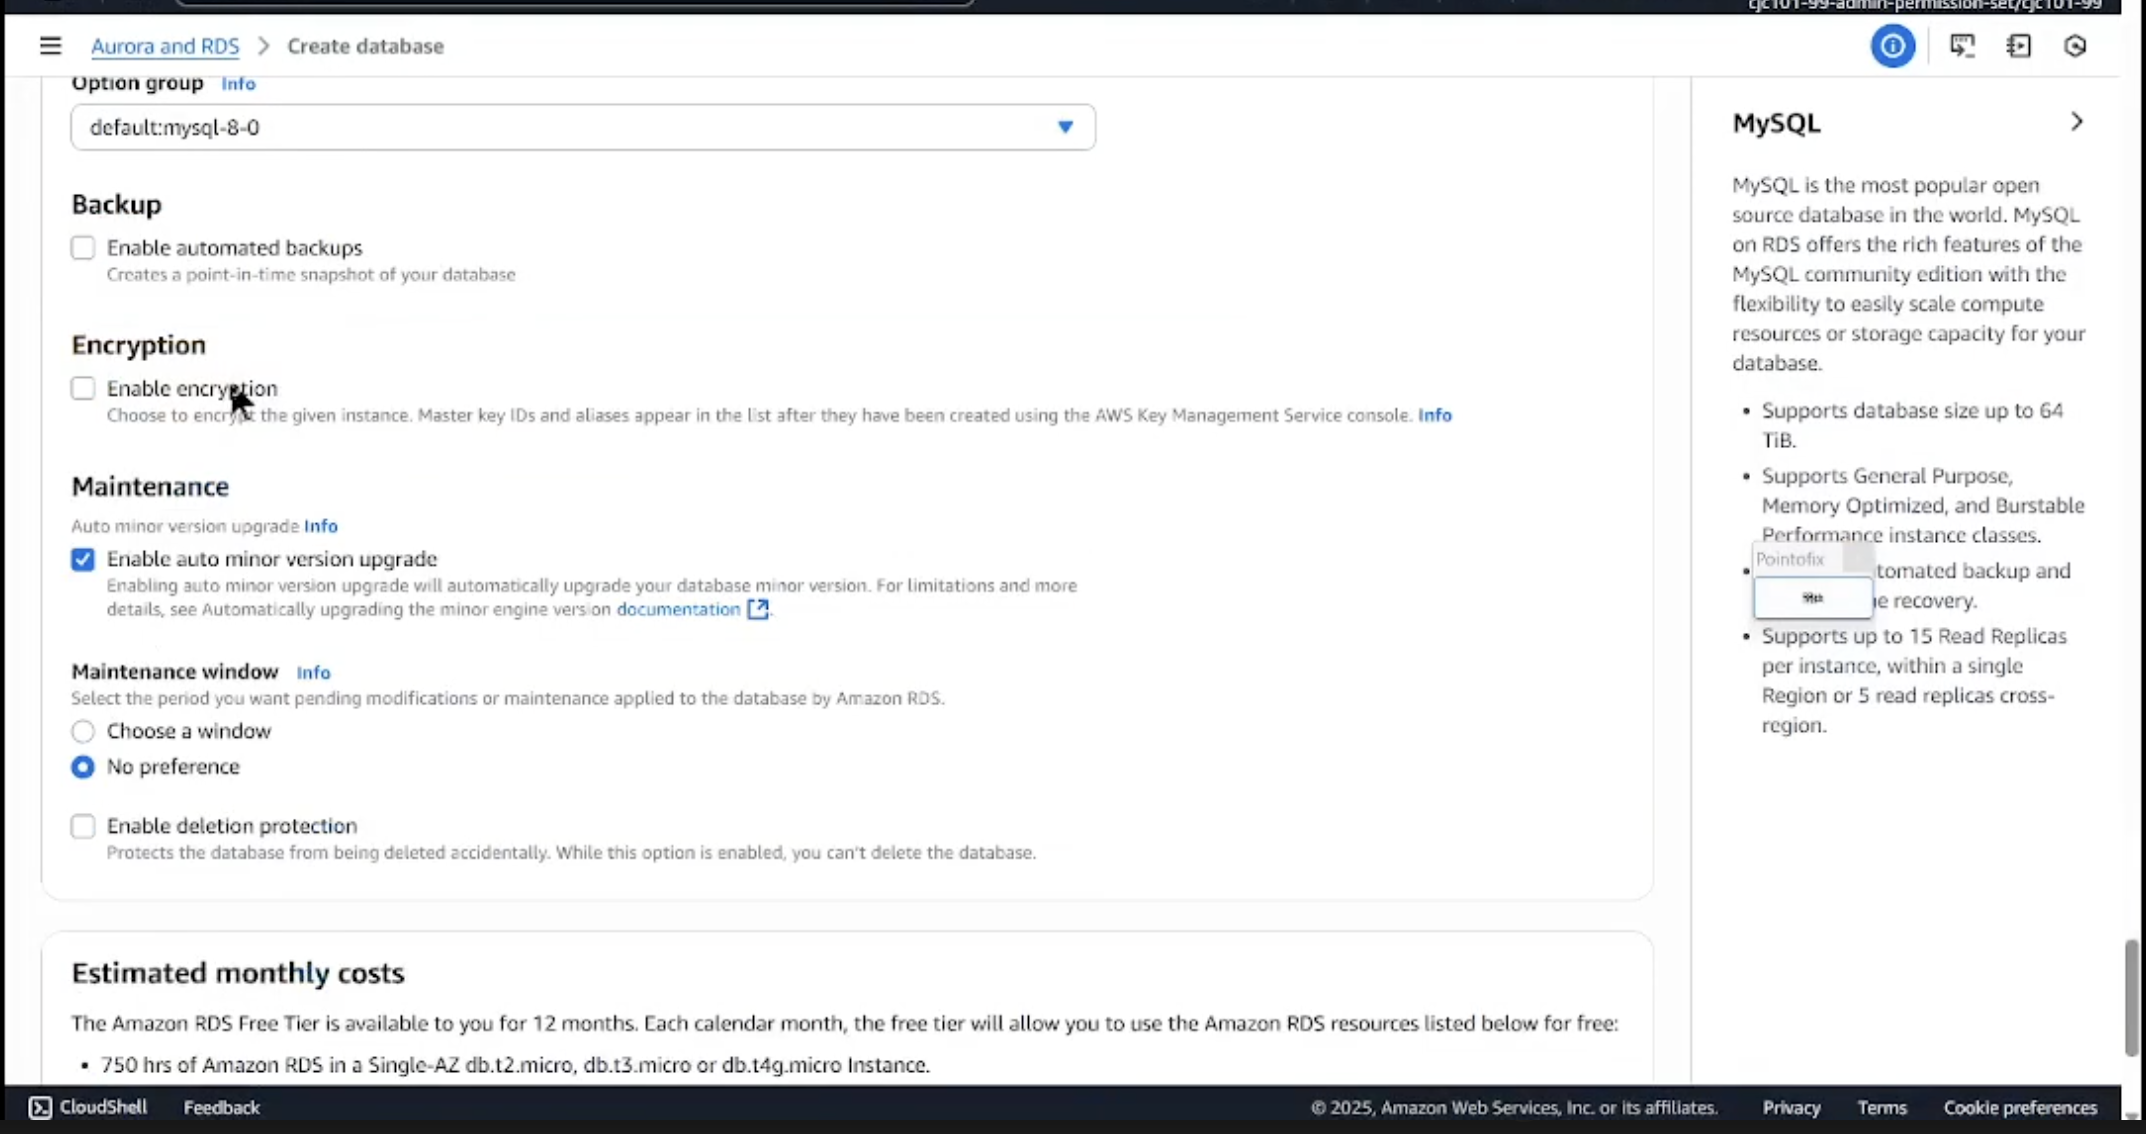 cjc101-99-admin-permission-set/cjc101-99
Aurora and RDS > Create database
Option group Info
default:mysql-8-0
Backup
Enable automated backups
Creates a point-in-time snapshot of your database
Encryption
Enable encryption
Choose to encrypt the given instance. Master key IDs and aliases appear in the list after they have been created using the AWS Key Management Service console. Info
Maintenance
Auto minor version upgrade Info
Enable auto minor version upgrade
Enabling auto minor version upgrade will automatically upgrade your database minor version. For limitations and more
details, see Automatically upgrading the minor engine version documentation.
Maintenance window Info
Select the period you want pending modifications or maintenance applied to the database by Amazon RDS.
Choose a window
No preference
Enable deletion protection
Protects the database from being deleted accidentally. While this option is enabled, you can't delete the database.
Estimated monthly costs
The Amazon RDS Free Tier is available to you for 12 months. Each calendar month, the free tier will allow you to use the Amazon RDS resources listed below for free:
• 750 hrs of Amazon RDS in a Single-AZ db.t2.micro, db.t3.micro or db.t4g.micro Instance.
MySQL
MySQL is the most popular open
source database in the world. MySQL
on RDS offers the rich features of the
MySQL community edition with the
flexibility to easily scale compute
resources or storage capacity for your
database.
• Supports database size up to 64
TiB.
• Supports General Purpose,
Memory Optimized, and Burstable
Performance instance classes.
Pointofix
• tomated backup and
e recovery.
• Supports up to 15 Read Replicas
per instance, within a single
Region or 5 read replicas cross-
region.
CloudShell Feedback © 2025, Amazon Web Services, Inc. or its affiliates. Privacy Terms Cookie preferences